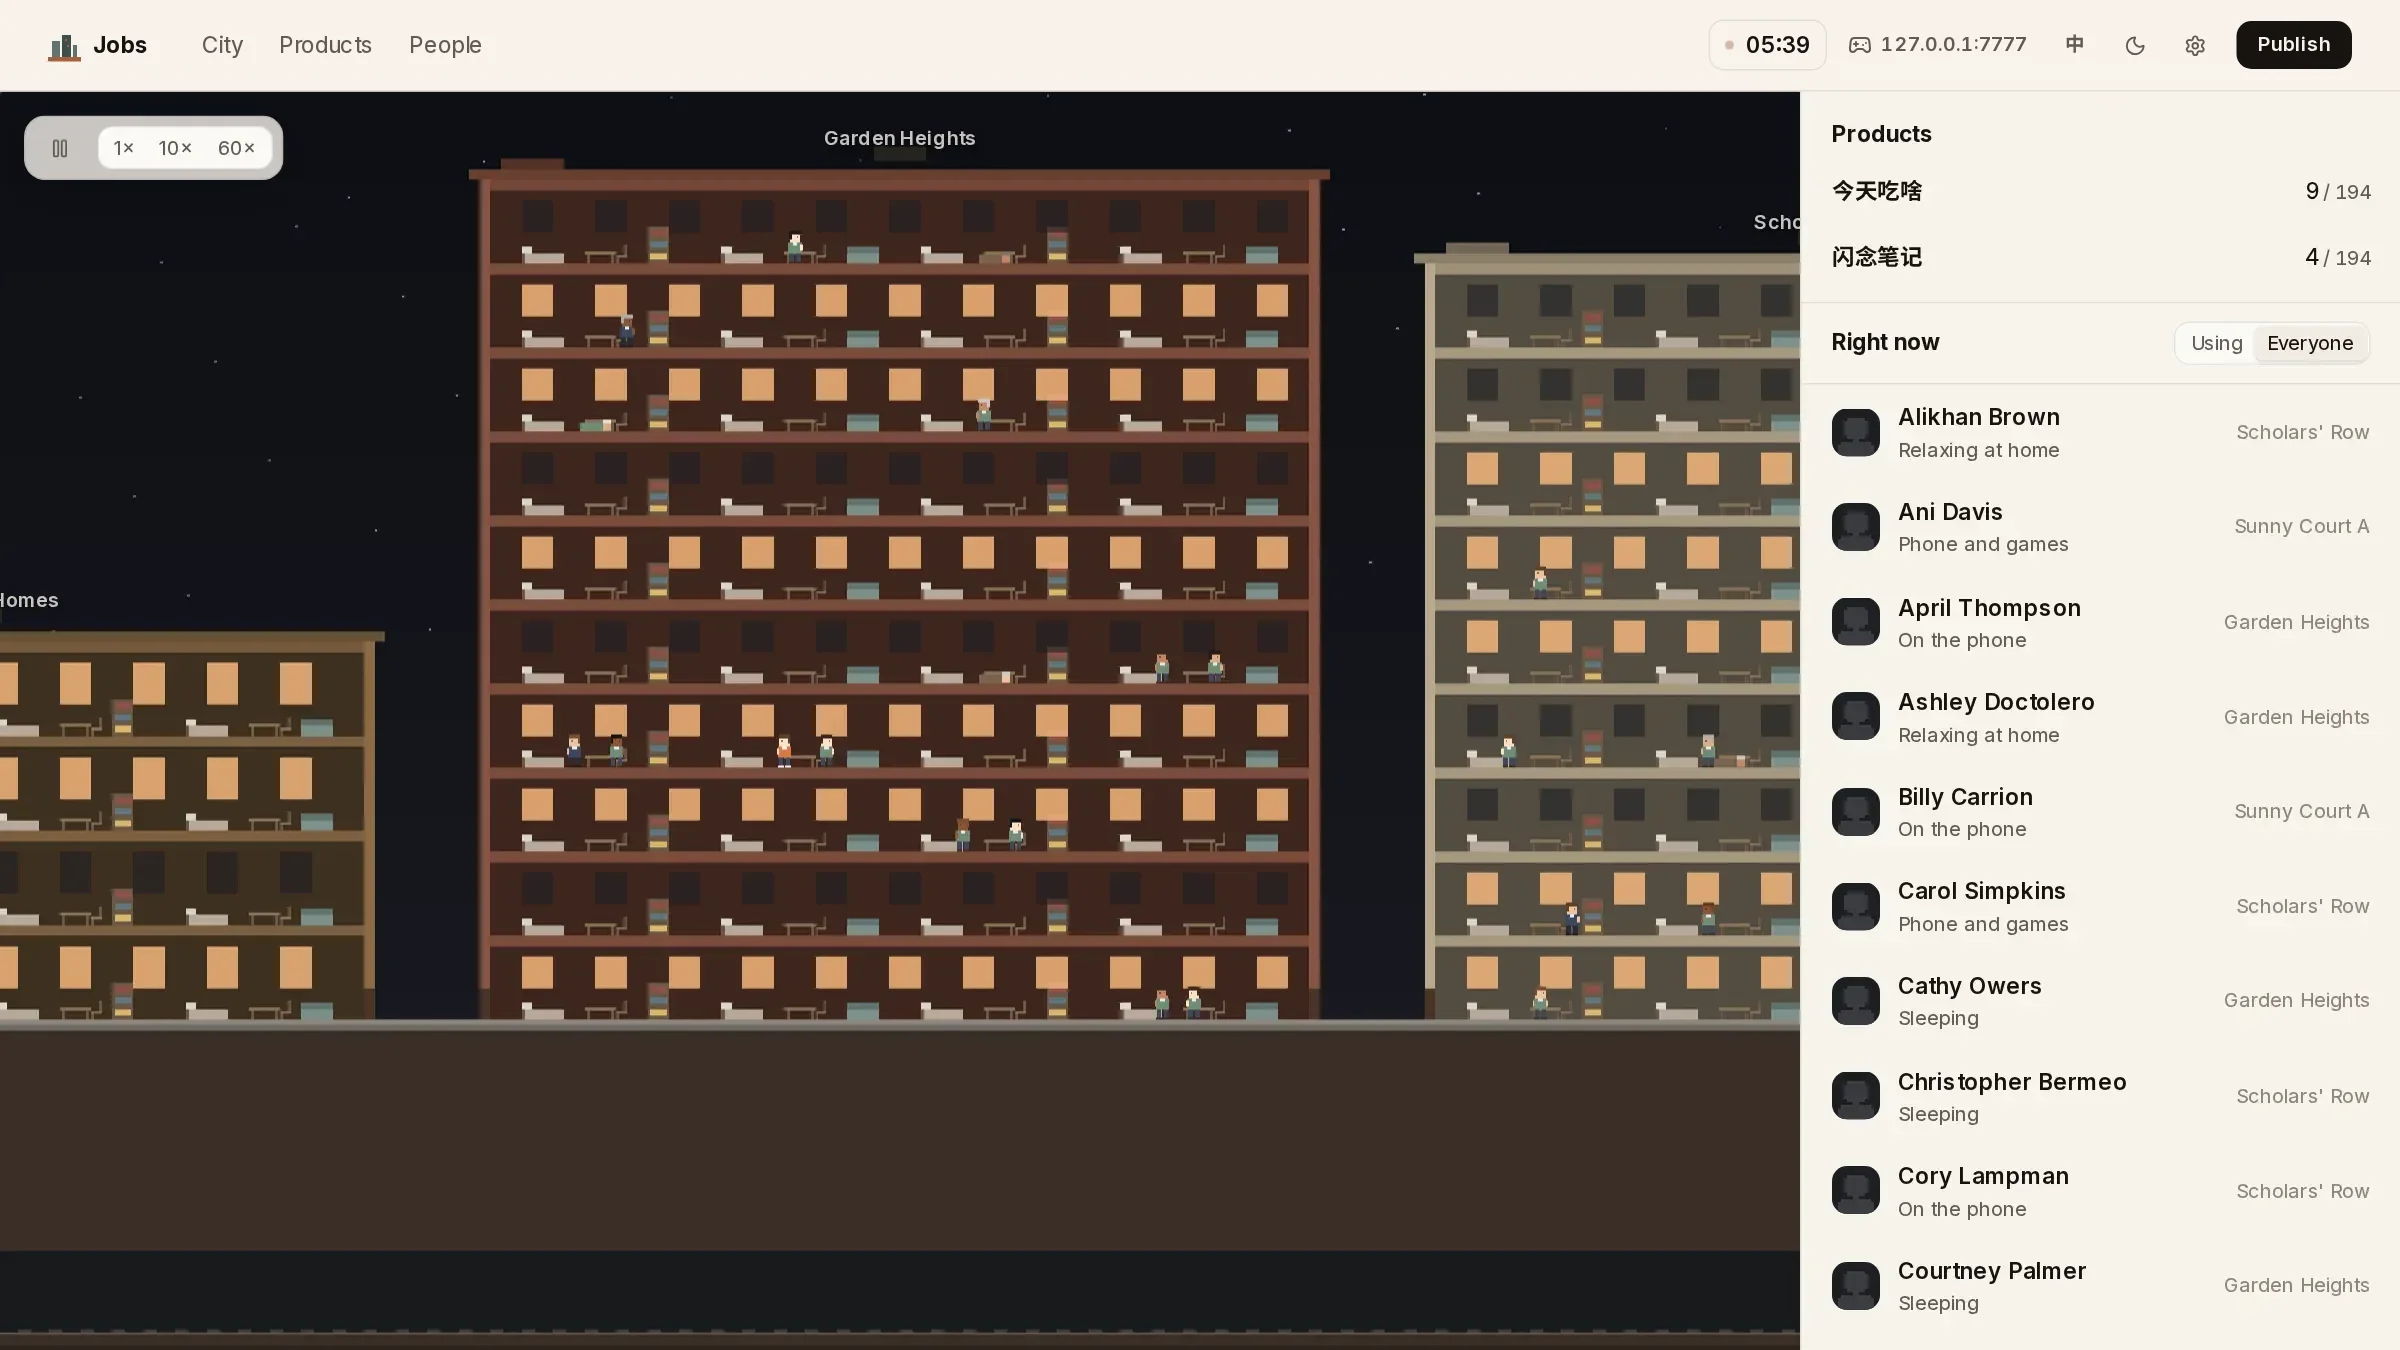 Jobs City Products People 05:39 127.0.0.1:7777 中 Publish
1× 10× 60×
Garden Heights
Scho
Homes
Products
今天吃啥 9 / 194
闪念笔记 4 / 194
Right now Using Everyone
Alikhan Brown
Relaxing at home
Scholars' Row
Ani Davis
Phone and games
Sunny Court A
April Thompson
On the phone
Garden Heights
Ashley Doctolero
Relaxing at home
Garden Heights
Billy Carrion
On the phone
Sunny Court A
Carol Simpkins
Phone and games
Scholars' Row
Cathy Owers
Sleeping
Garden Heights
Christopher Bermeo
Sleeping
Scholars' Row
Cory Lampman
On the phone
Scholars' Row
Courtney Palmer
Sleeping
Garden Heights